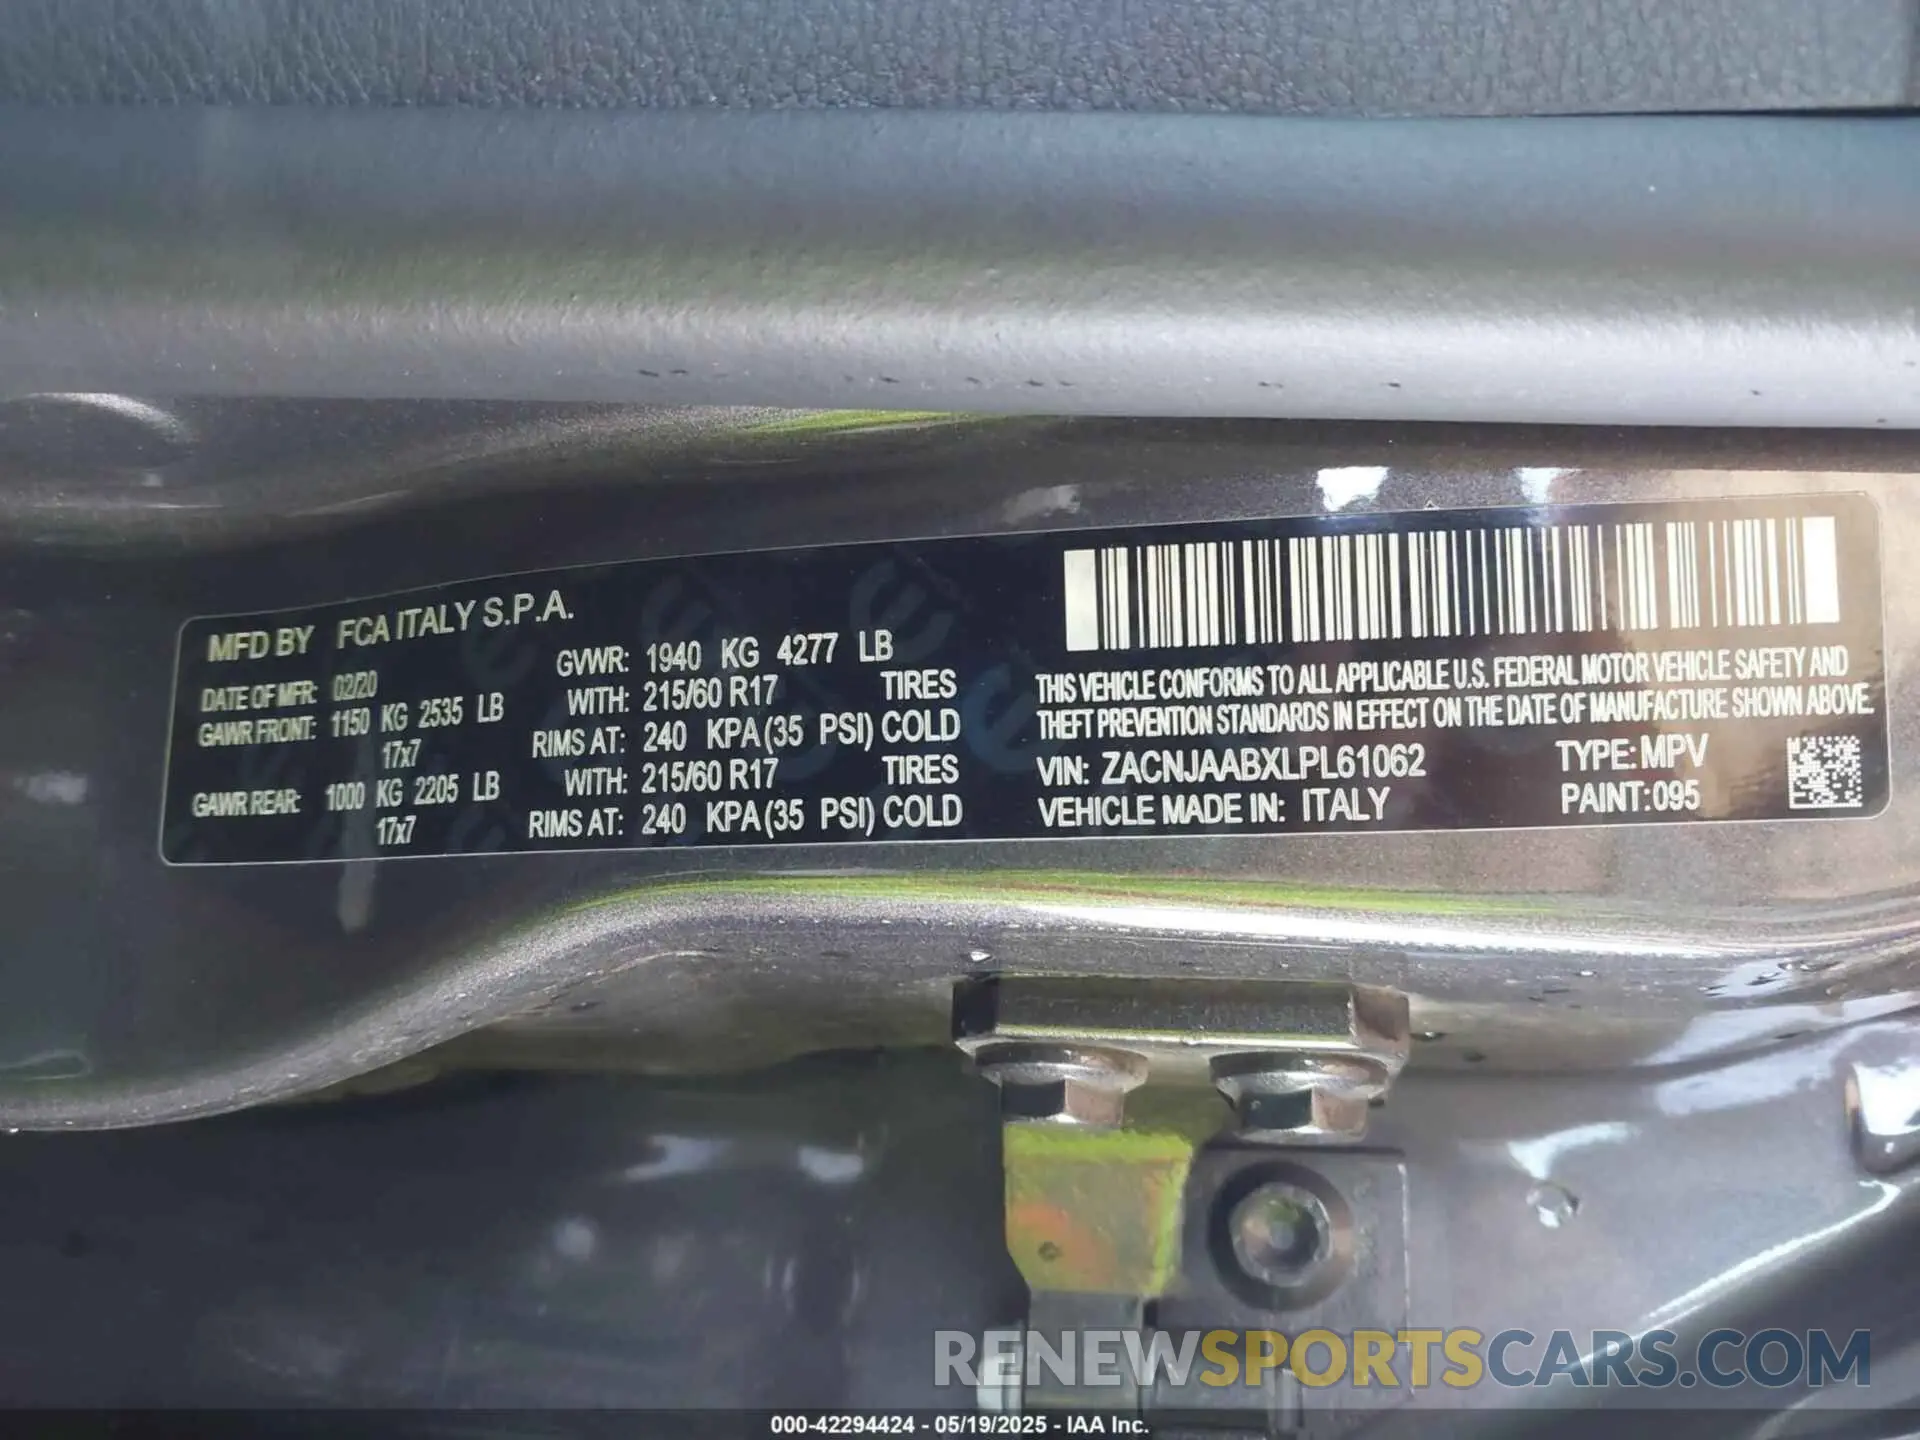 MFD BY FCA ITALY S.P.A.
DATE OF MFR: 02/20 GVWR: 1940 KG 4277 LB
GAWR FRONT: 1150 KG 2535 LB WITH: 215/60 R17 TIRES
17x7 RIMS AT: 240 KPA (35 PSI) COLD
GAWR REAR: 1000 KG 2205 LB WITH: 215/60 R17 TIRES
17x7 RIMS AT: 240 KPA (35 PSI) COLD
THIS VEHICLE CONFORMS TO ALL APPLICABLE U.S. FEDERAL MOTOR VEHICLE SAFETY AND
THEFT PREVENTION STANDARDS IN EFFECT ON THE DATE OF MANUFACTURE SHOWN ABOVE.
VIN: ZACNJAABXLPL61062 TYPE: MPV
VEHICLE MADE IN: ITALY PAINT: 095
RENEWSPORTSCARS.COM
000-42294424 - 05/19/2025 - IAA Inc.